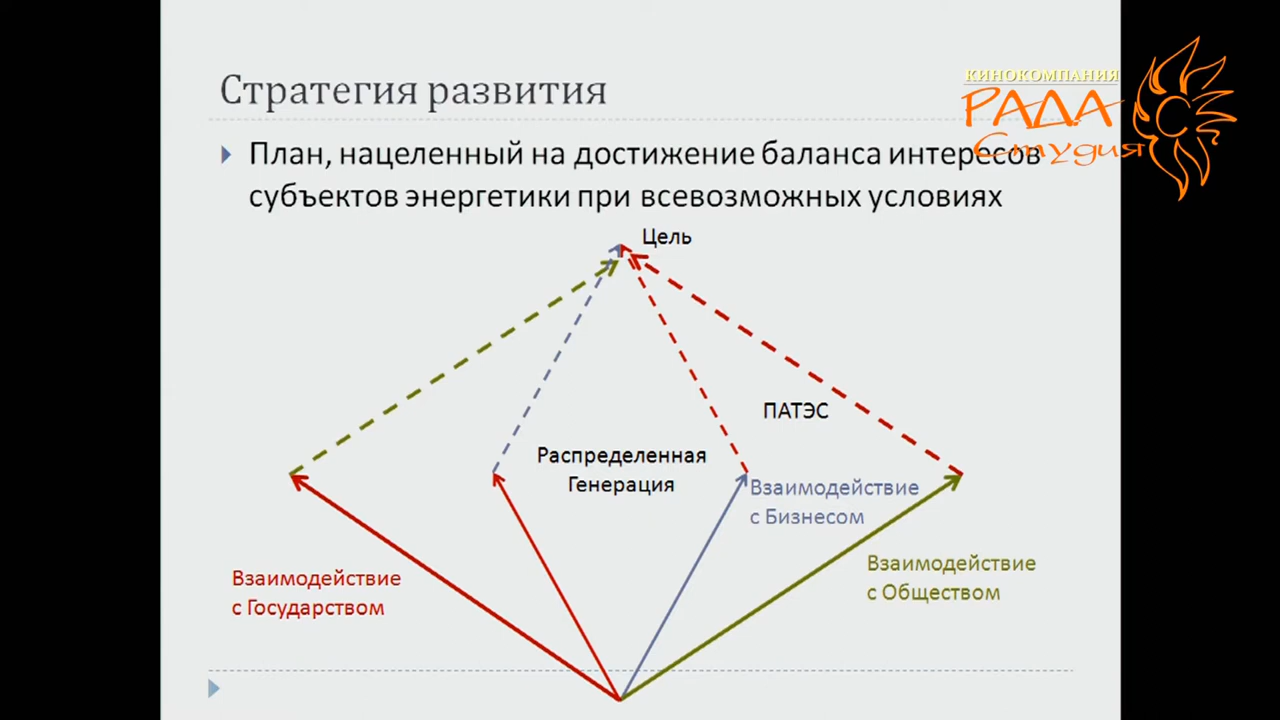 Стратегия развития
КИНОКОМПАНИЯ
РАДА
Студия
План, нацеленный на достижение баланса интересов
субъектов энергетики при всевозможных условиях
Цель
ПАТЭС
Распределенная
Генерация
Взаимодействие
с Бизнесом
Взаимодействие
с Государством
Взаимодействие
с Обществом